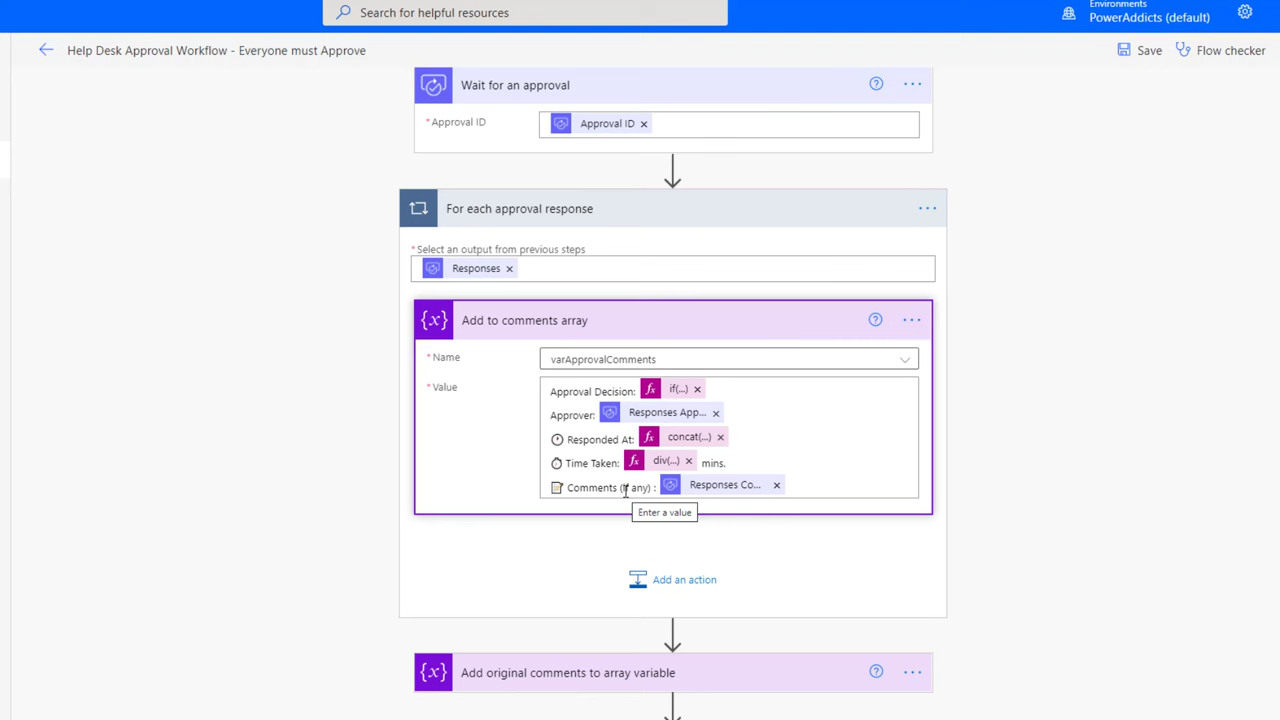 Search for helpful resources
Environments
PowerAddicts (default)
Help Desk Approval Workflow - Everyone must Approve
Save
Flow checker
Wait for an approval
*Approval ID
Approval ID ×
For each approval response
*Select an output from previous steps
Responses ×
{x} Add to comments array
*Name
varApprovalComments
*Value
Approval Decision: fx if(...) ×
Approver: Responses App... ×
Responded At: fx concat(...) ×
Time Taken: fx div(...) × mins.
Comments (if any) : Responses Co... ×
Enter a value
Add an action
{x} Add original comments to array variable